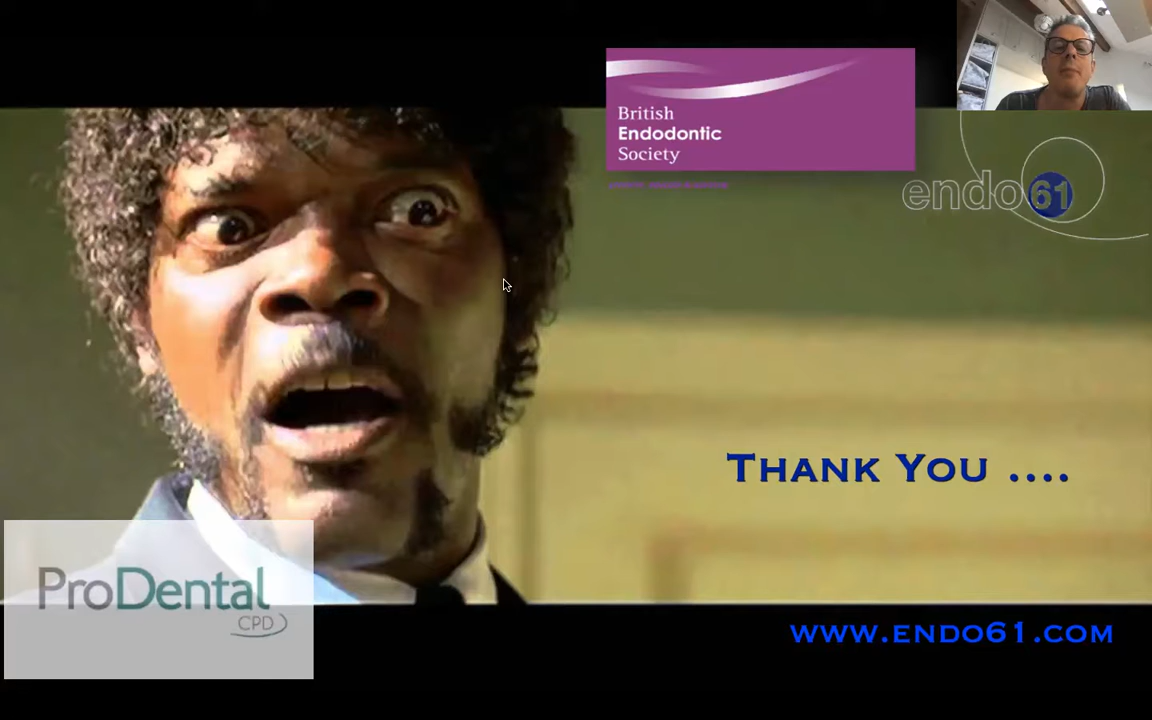 British
Endodontic
Society
endo61
Thank You ....
ProDental
CPD
www.endo61.com